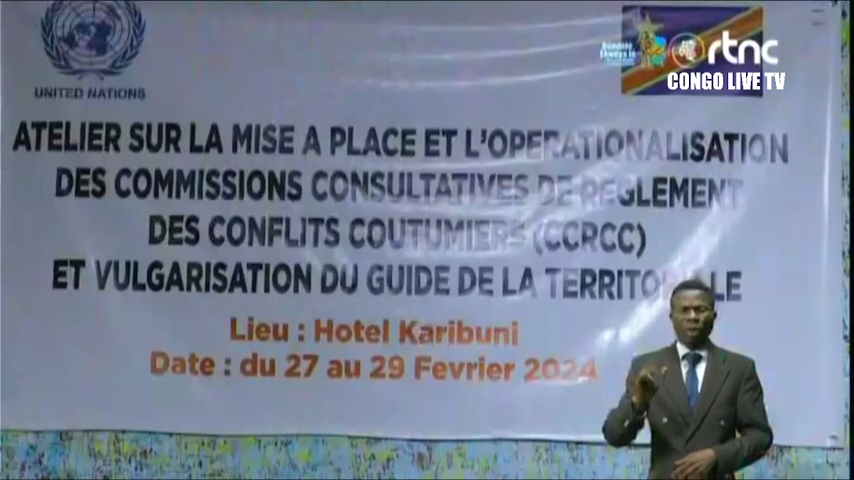 UNITED NATIONS
rtnc
CONGO LIVE TV
ATELIER SUR LA MISE A PLACE ET L'OPERATIONALISATION
DES COMMISSIONS CONSULTATIVES DE REGLEMENT
DES CONFLITS COUTUMIERS (CCRCC)
ET VULGARISATION DU GUIDE DE LA TERRITORIALE
Lieu : Hotel Karibuni
Date : du 27 au 29 Fevrier 2024